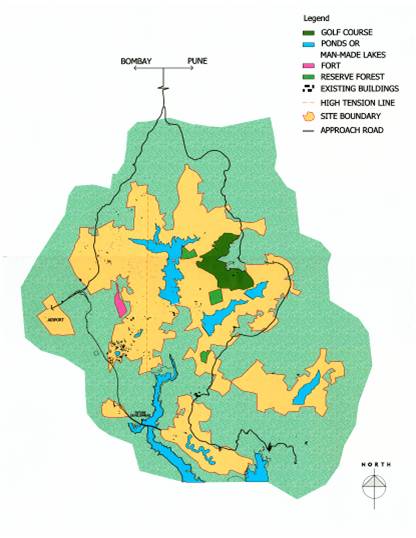 Legend
GOLF COURSE
PONDS OR
MAN-MADE LAKES
FORT
RESERVE FOREST
EXISTING BUILDINGS
HIGH TENSION LINE
SITE BOUNDARY
APPROACH ROAD
BOMBAY PUNE
AIRPORT
NORTH